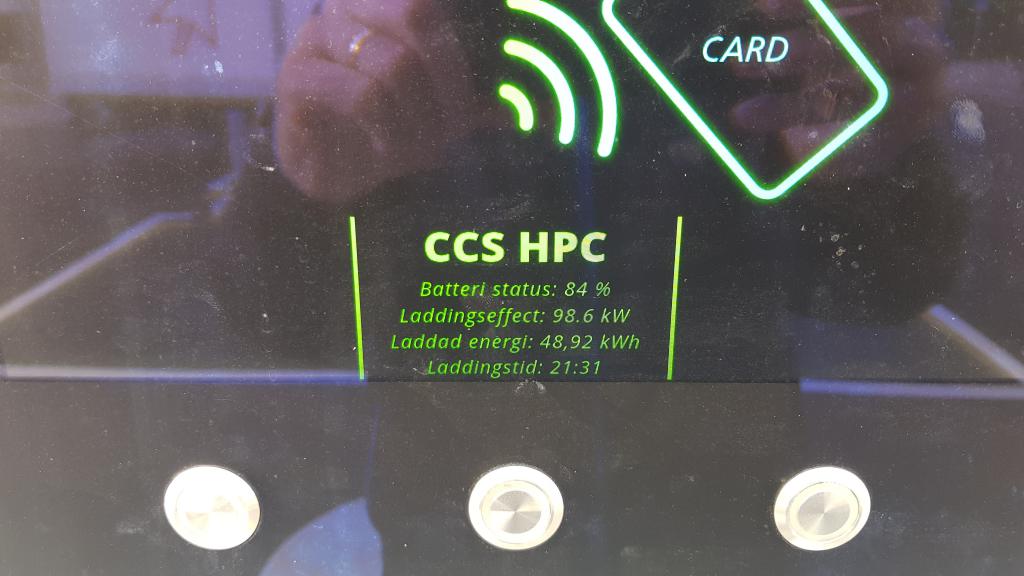 CARD
CCS HPC
Batteri status: 84 %
Laddingseffect: 98.6 kW
Laddad energi: 48,92 kWh
Laddingstid: 21:31